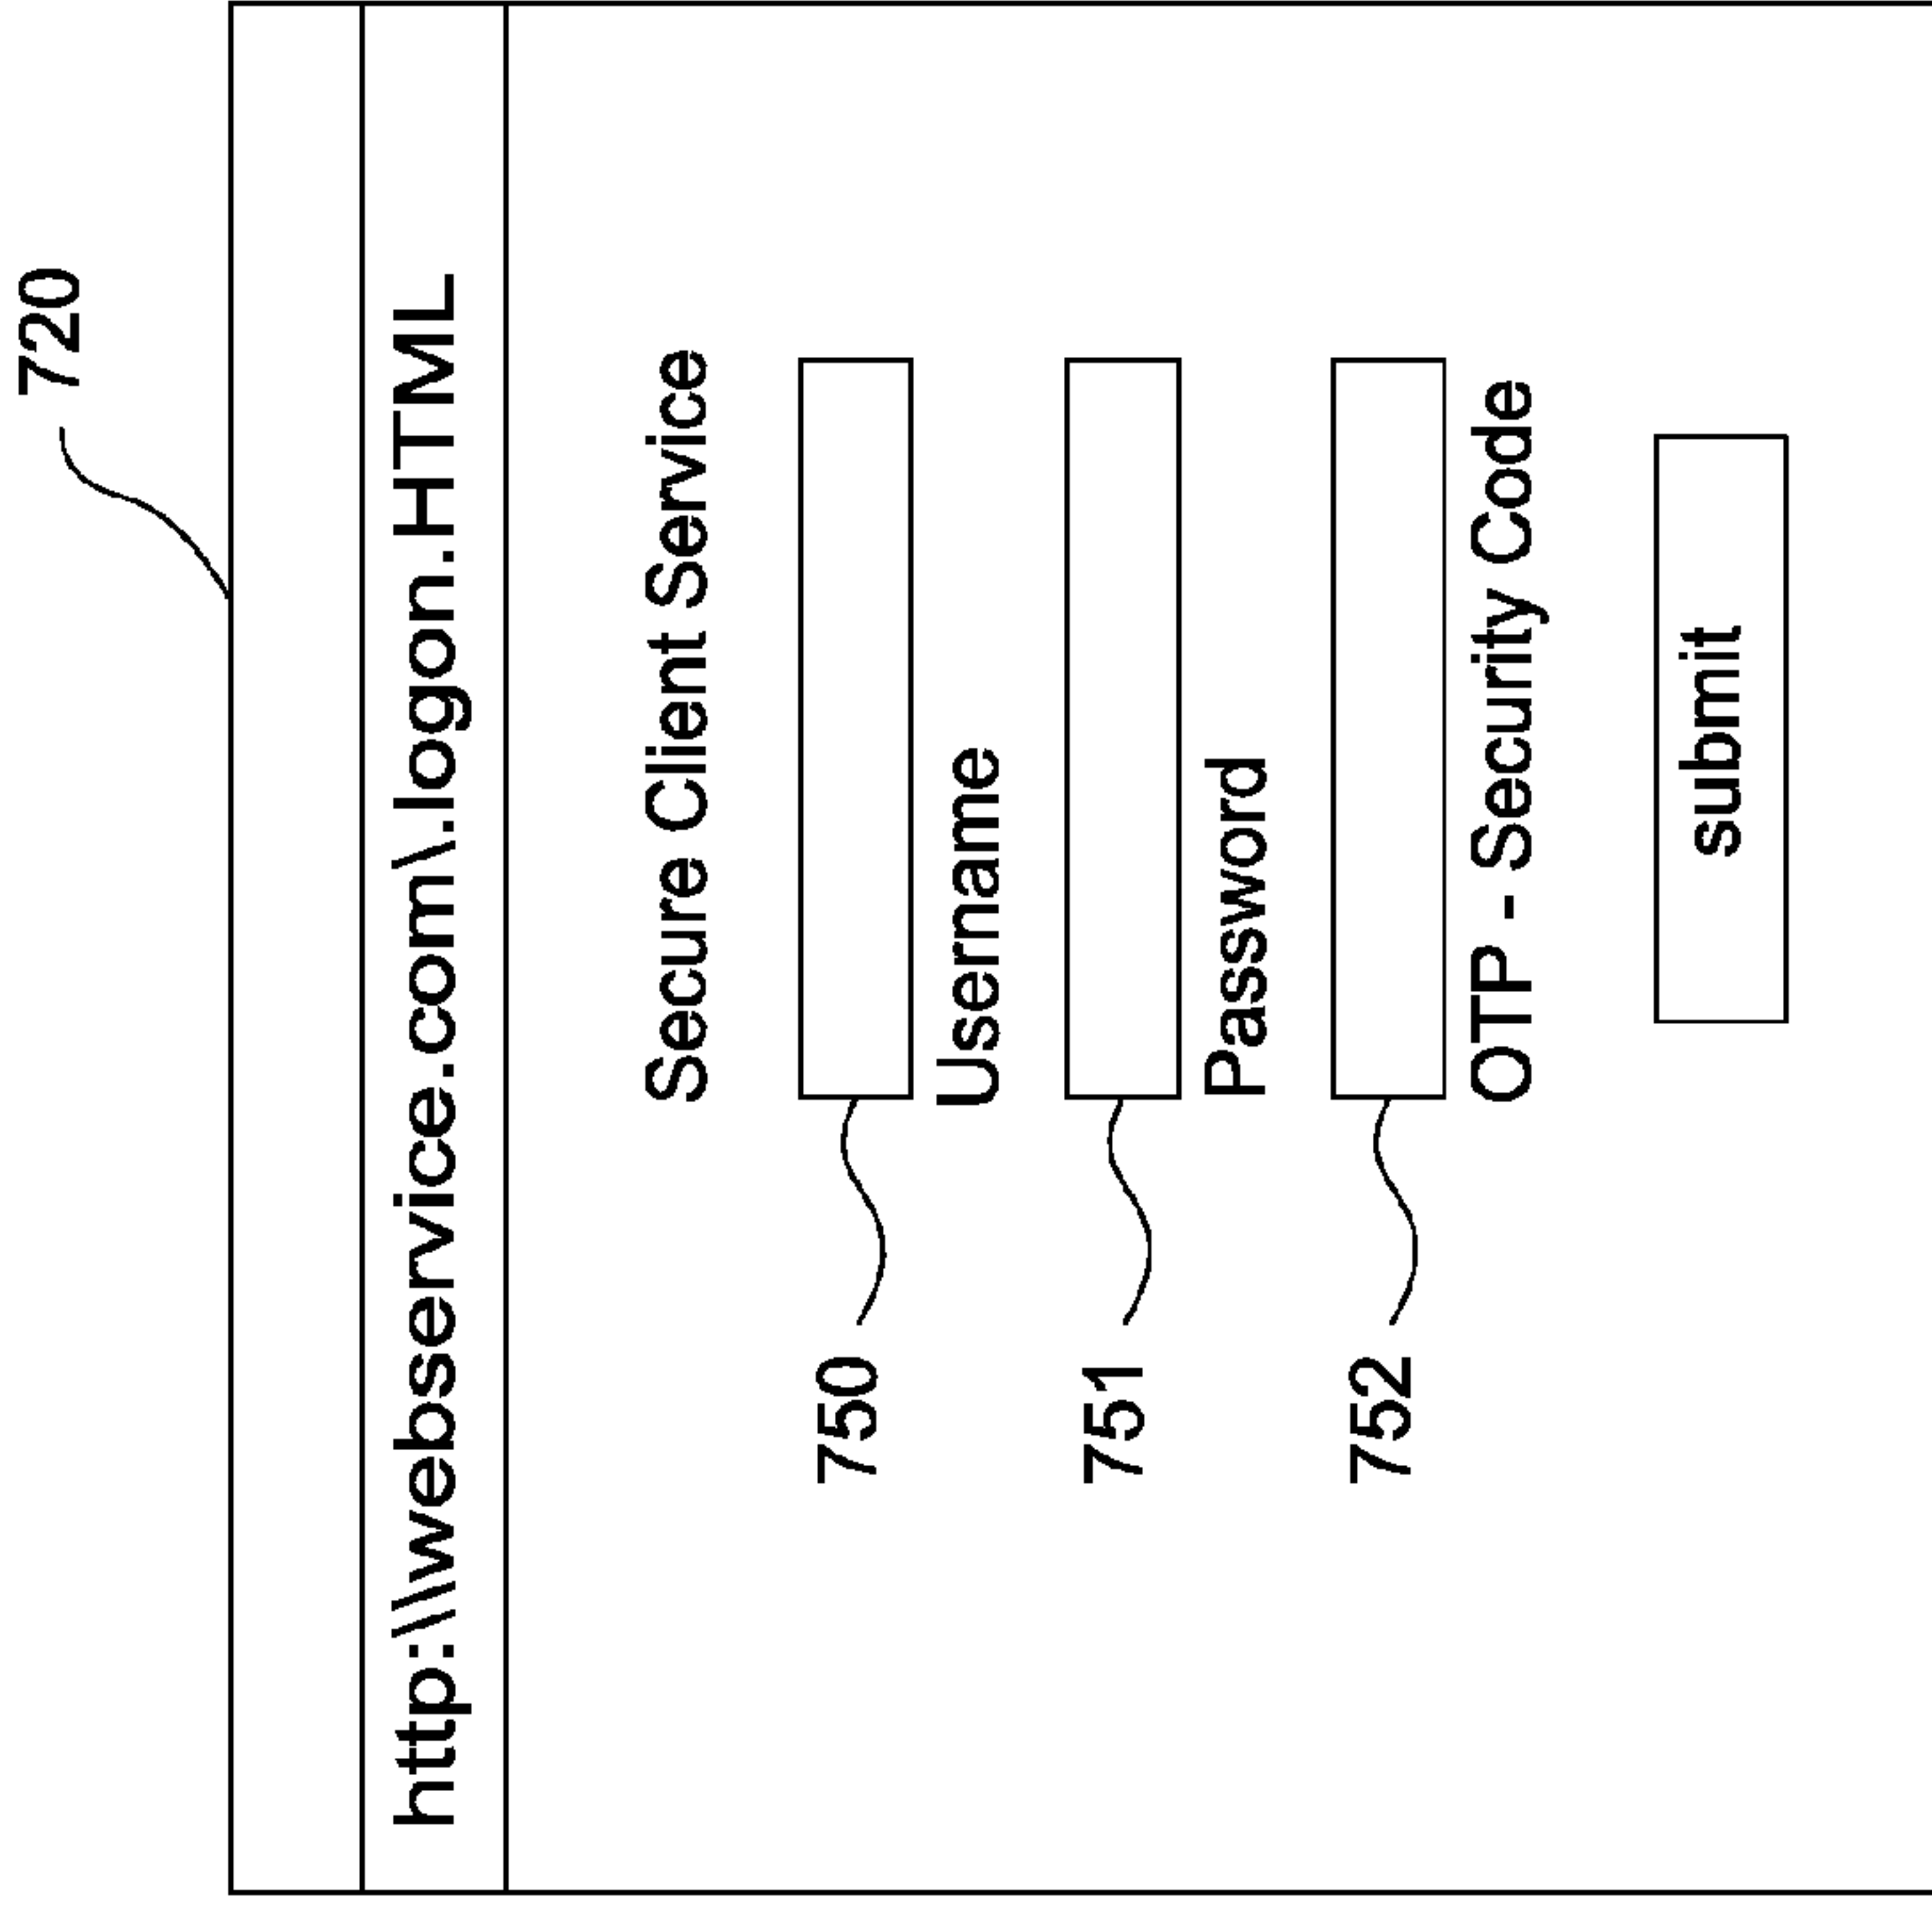 720
http:\\webservice.com\.logon.HTML
Secure Client Service
750
Username
751
Password
752
OTP - Security Code
submit